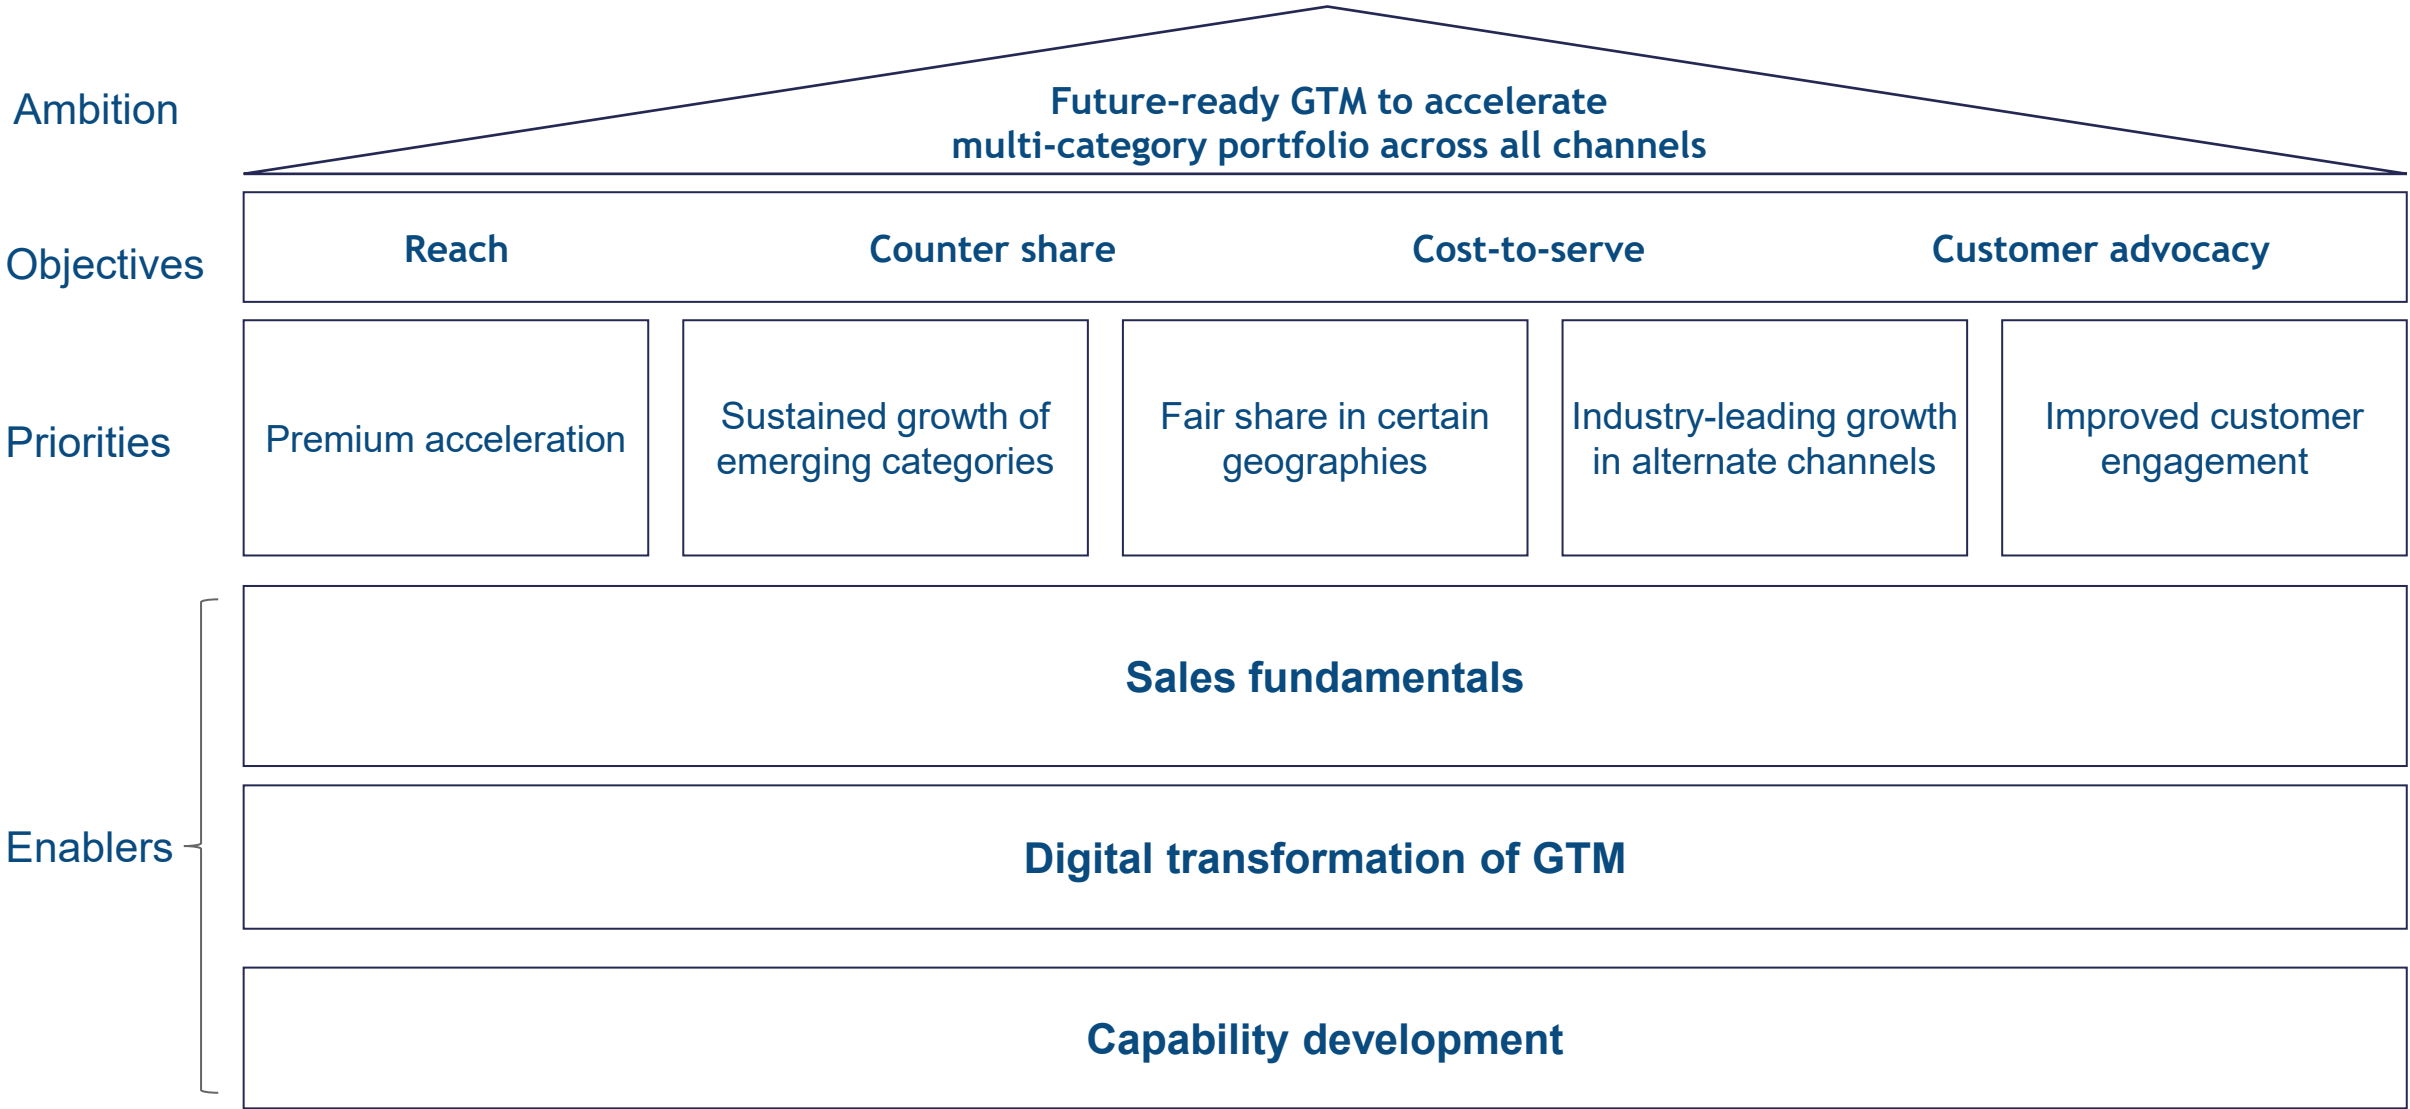 Ambition
Future-ready GTM to accelerate
multi-category portfolio across all channels
Objectives
Reach
Counter share
Cost-to-serve
Customer advocacy
Priorities
Premium acceleration
Sustained growth of
emerging categories
Fair share in certain
geographies
Industry-leading growth
in alternate channels
Improved customer
engagement
Enablers
Sales fundamentals
Digital transformation of GTM
Capability development